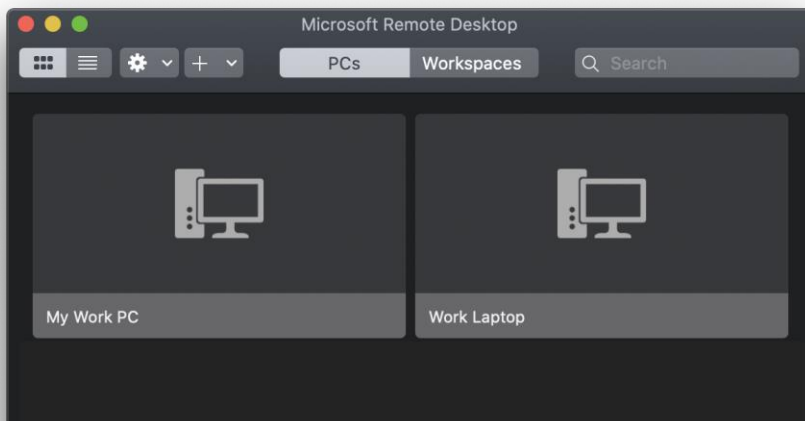 Microsoft Remote Desktop
PCs Workspaces Search
My Work PC Work Laptop